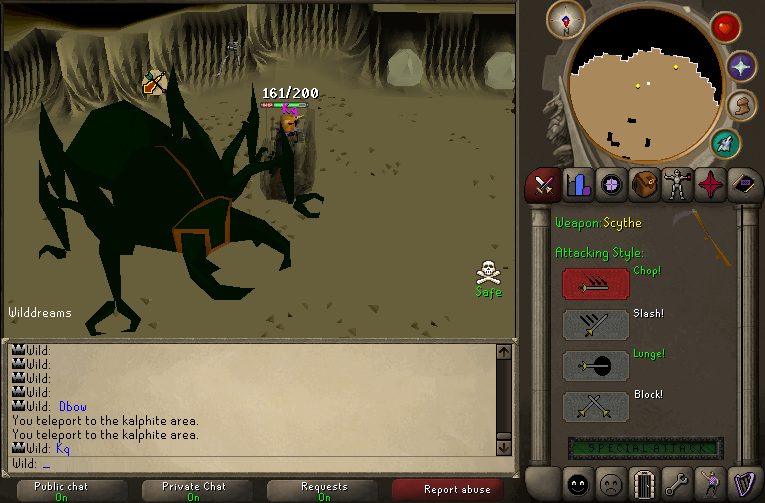 161/200
Kq
N
Safe
Wilddreams
Weapon: Scythe
Attacking Style:
Chop!
Slash!
Lunge!
Block!
SPECIAL ATTACK
Wild:
Wild:
Wild:
Wild:
Wild: Dbow
You teleport to the kalphite area.
You teleport to the kalphite area.
Wild: Kq
Wild: _
Public chat
On
Private Chat
On
Requests
On
Report abuse